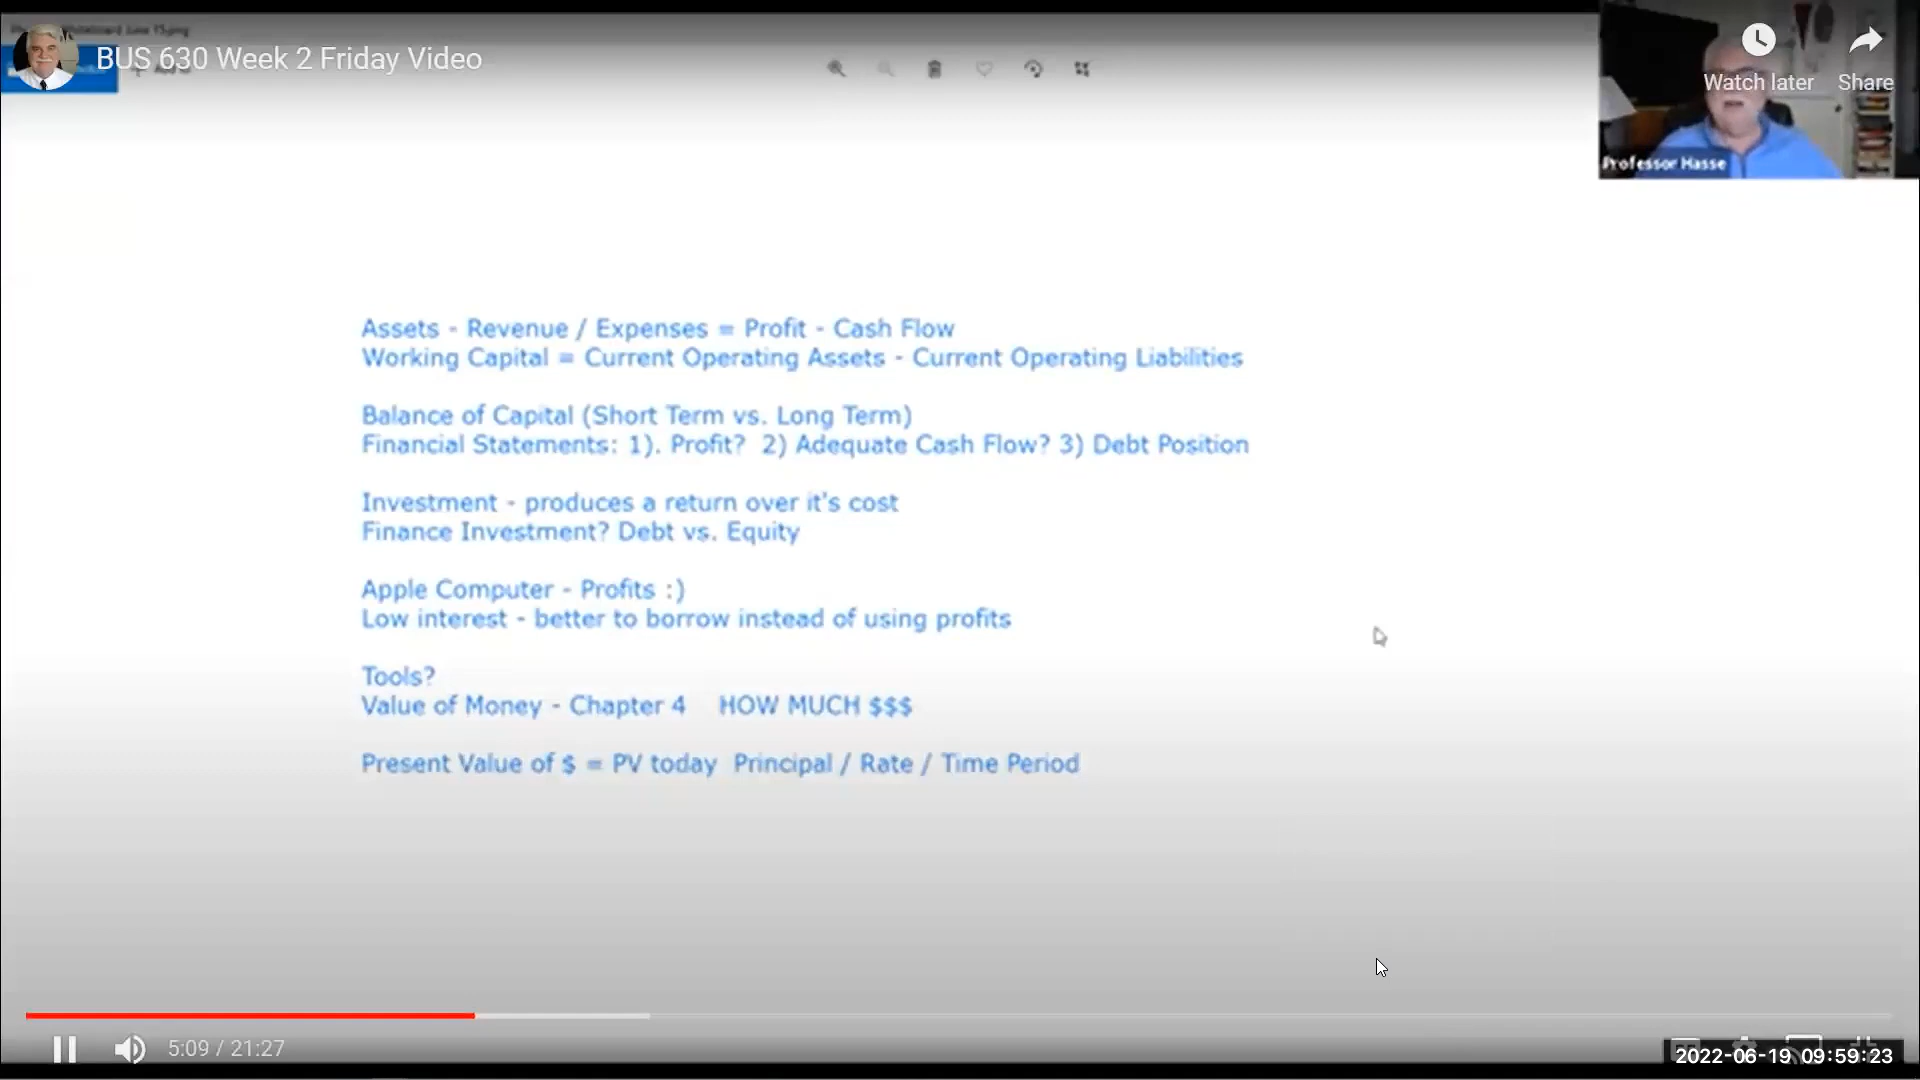 Whiteboard June 15.png
BUS 630 Week 2 Friday Video
Watch later
Share
Professor Hasse
Assets - Revenue / Expenses = Profit - Cash Flow
Working Capital = Current Operating Assets - Current Operating Liabilities
Balance of Capital (Short Term vs. Long Term)
Financial Statements: 1). Profit? 2) Adequate Cash Flow? 3) Debt Position
Investment - produces a return over it's cost
Finance Investment? Debt vs. Equity
Apple Computer - Profits :)
Low interest - better to borrow instead of using profits
Tools?
Value of Money - Chapter 4 HOW MUCH $$$
Present Value of $ = PV today Principal / Rate / Time Period
5:09 / 21:27
2022-06-19 09:59:23